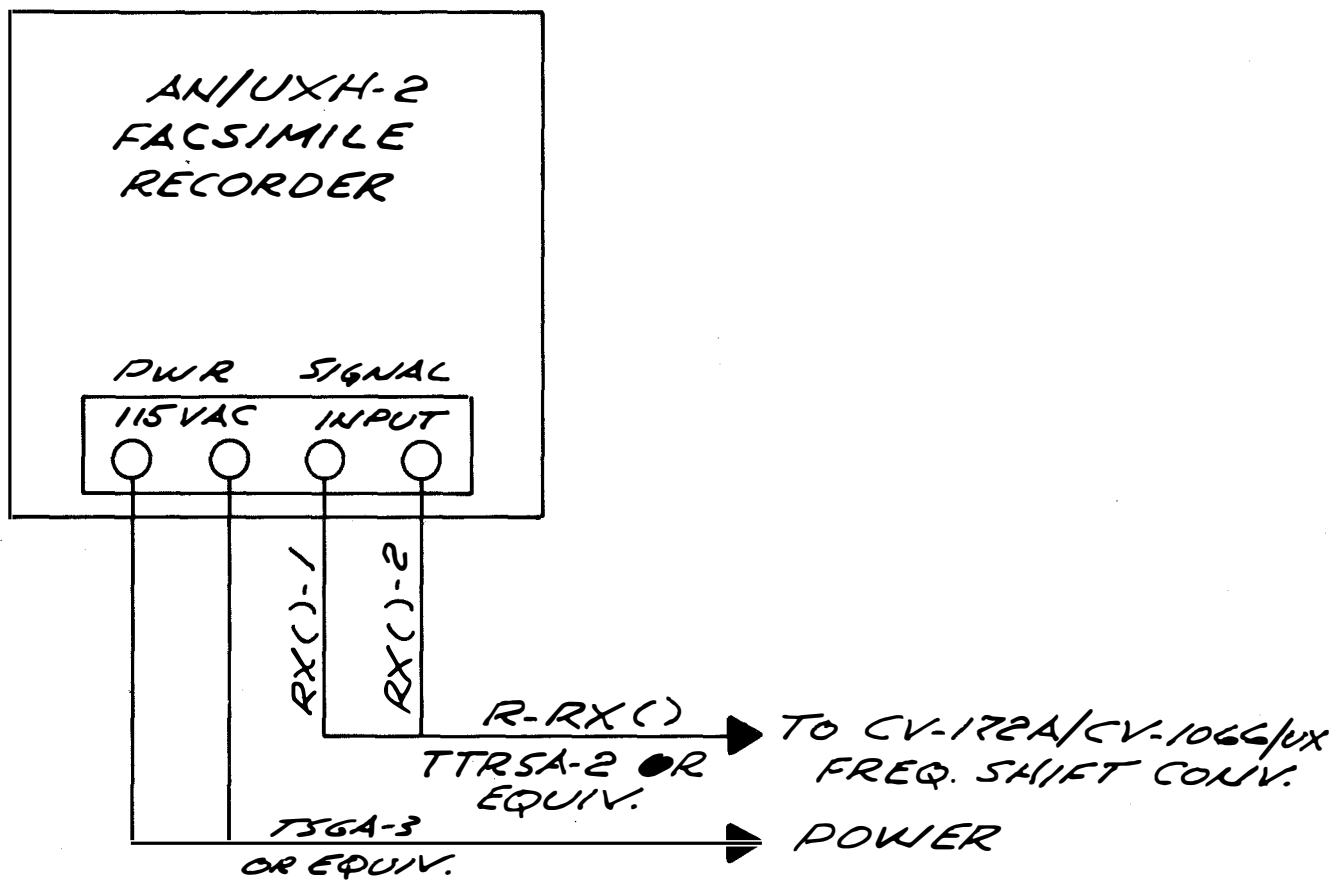 AN/UXH-2
FACSIMILE
RECORDER
PWR SIGNAL
115VAC INPUT
RX()-1
RX()-2
R-RX()
TTRSA-2 OR
EQUIV.
TO CV-172A/CV-1066/UX
FREQ. SHIFT CONV.
TSGA-3
OR EQUIV.
POWER